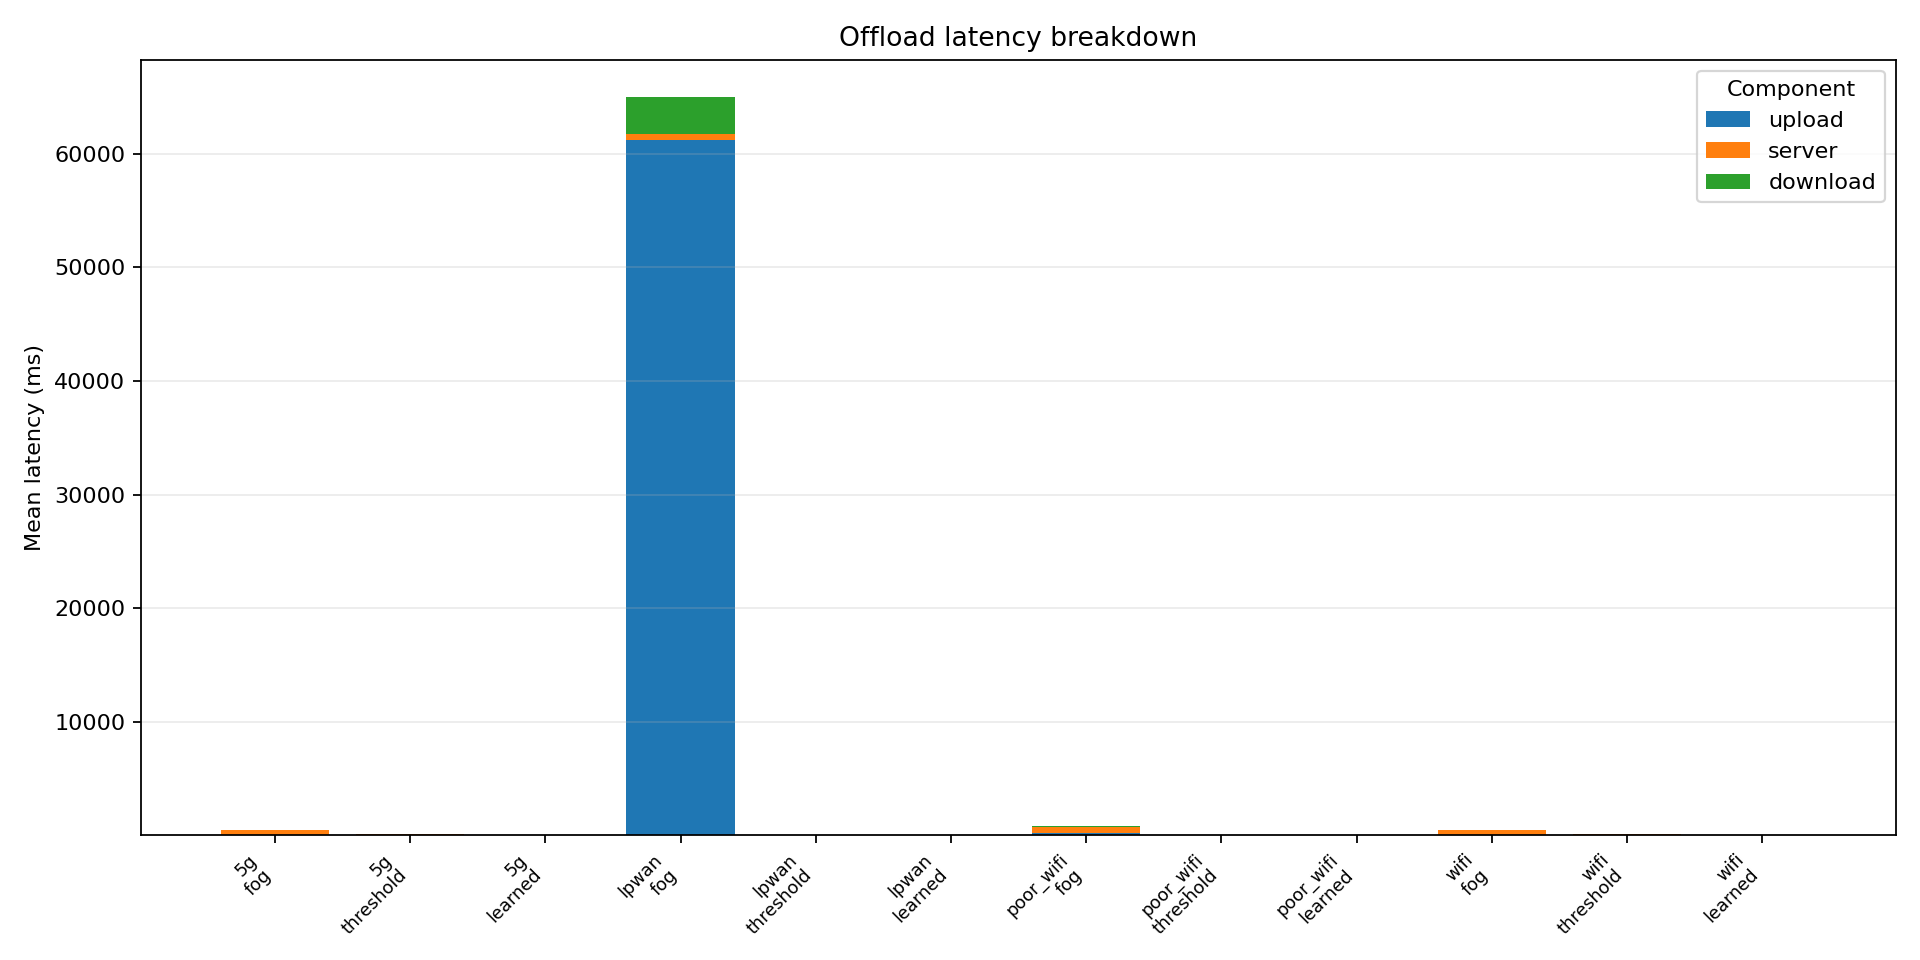 Offload latency breakdown
Component
upload
server
download
Mean latency (ms)
60000
50000
40000
30000
20000
10000
5g
fog
5g
threshold
5g
learned
lpwan
fog
lpwan
threshold
lpwan
learned
poor_wifi
fog
poor_wifi
threshold
poor_wifi
learned
wifi
fog
wifi
threshold
wifi
learned